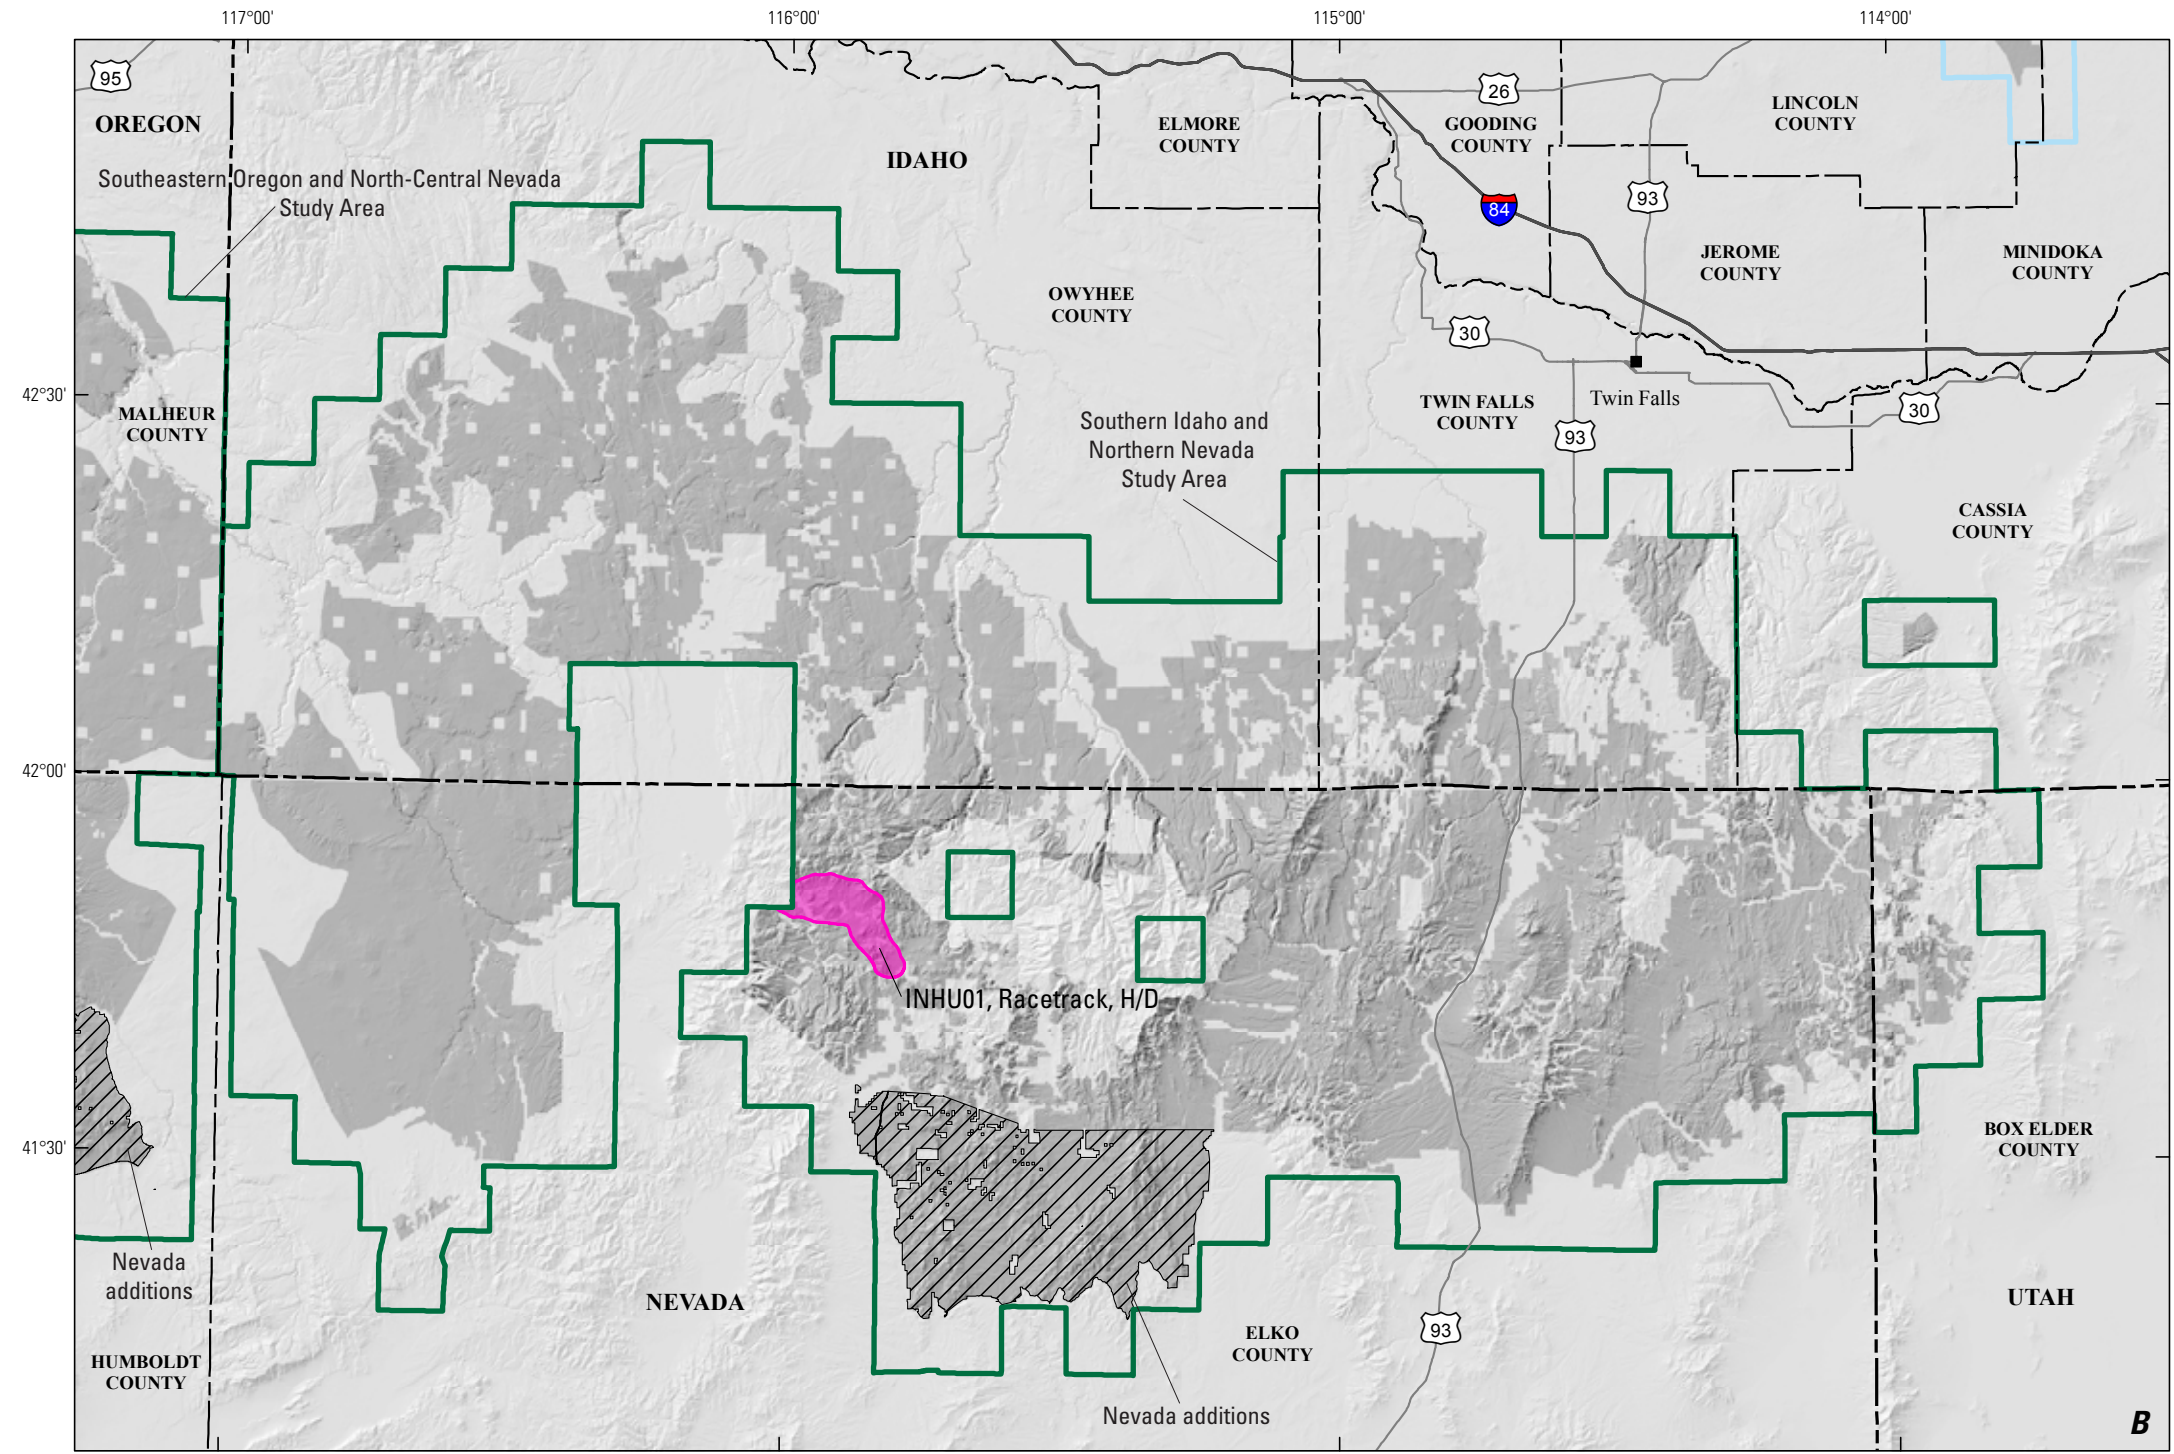 117°00'
116°00'
115°00'
114°00'
95
OREGON
IDAHO
ELMORE
COUNTY
26
GOODING
COUNTY
LINCOLN
COUNTY
Southeastern Oregon and North-Central Nevada
Study Area
84
93
JEROME
COUNTY
MINIDOKA
COUNTY
OWYHEE
COUNTY
30
42°30'
MALHEUR
COUNTY
Southern Idaho and
Northern Nevada
Study Area
TWIN FALLS
COUNTY
Twin Falls
93
30
CASSIA
COUNTY
42°00'
INHU01, Racetrack, H/D
41°30'
BOX ELDER
COUNTY
Nevada
additions
NEVADA
UTAH
HUMBOLDT
COUNTY
ELKO
COUNTY
93
Nevada additions
B